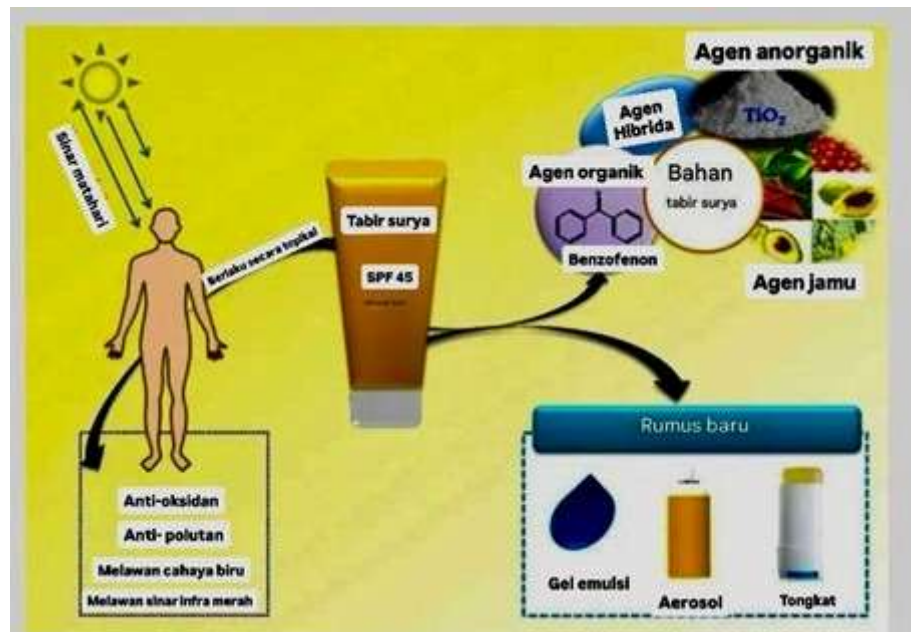 Agen anorganik
TiO₂
Agen
Hibrida
Agen organik
Bahan
tabir surya
Benzofenon
Agen jamu
Sinar matahari
Berlaku secara topikal
Tabir surya
SPF 45
Rumus baru
Anti-oksidan
Anti- polutan
Melawan cahaya biru
Melawan sinar infra merah
Gel emulsi
Aerosol
Tongkat